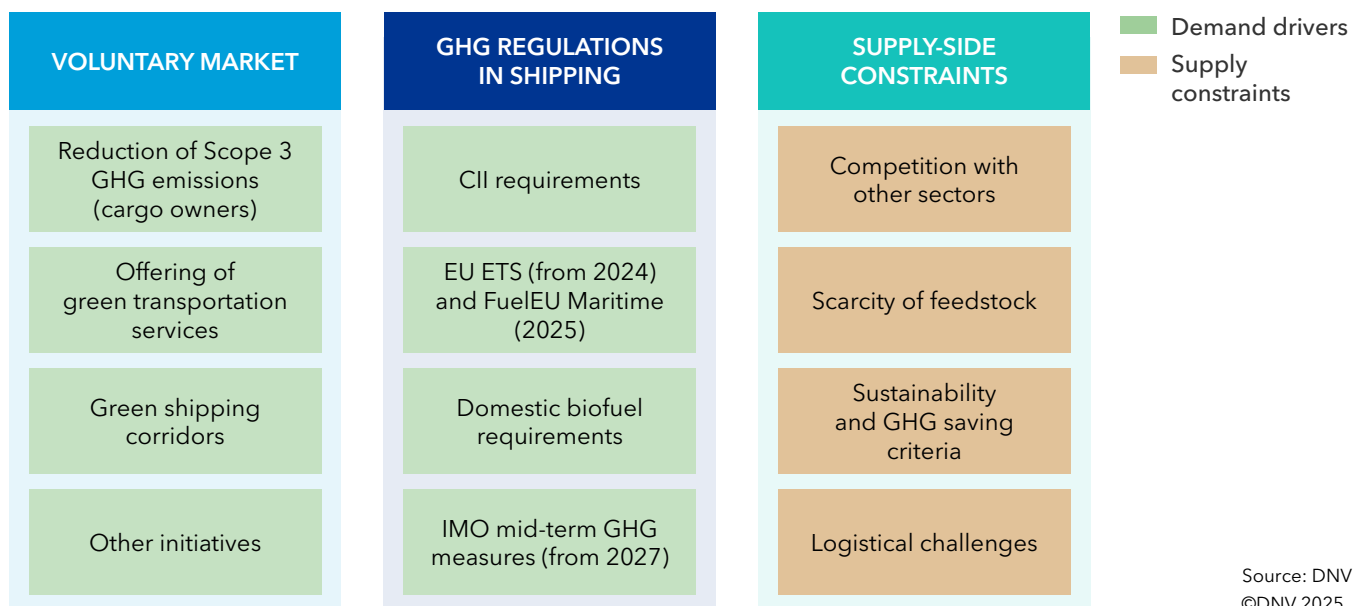 VOLUNTARY MARKET
Reduction of Scope 3
GHG emissions
(cargo owners)
Offering of
green transportation
services
Green shipping
corridors
Other initiatives
GHG REGULATIONS
IN SHIPPING
CII requirements
EU ETS (from 2024)
and FuelEU Maritime
(2025)
Domestic biofuel
requirements
IMO mid-term GHG
measures (from 2027)
SUPPLY-SIDE
CONSTRAINTS
Competition with
other sectors
Scarcity of feedstock
Sustainability
and GHG saving
criteria
Logistical challenges
Demand drivers
Supply
constraints
Source: DNV
©DNV 2025